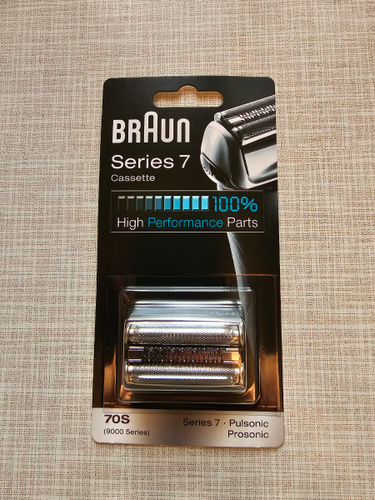 BRAUN
Series 7
Cassette
100%
High Performance Parts
70S
(9000 Series)
Series 7 · Pulsonic
Prosonic